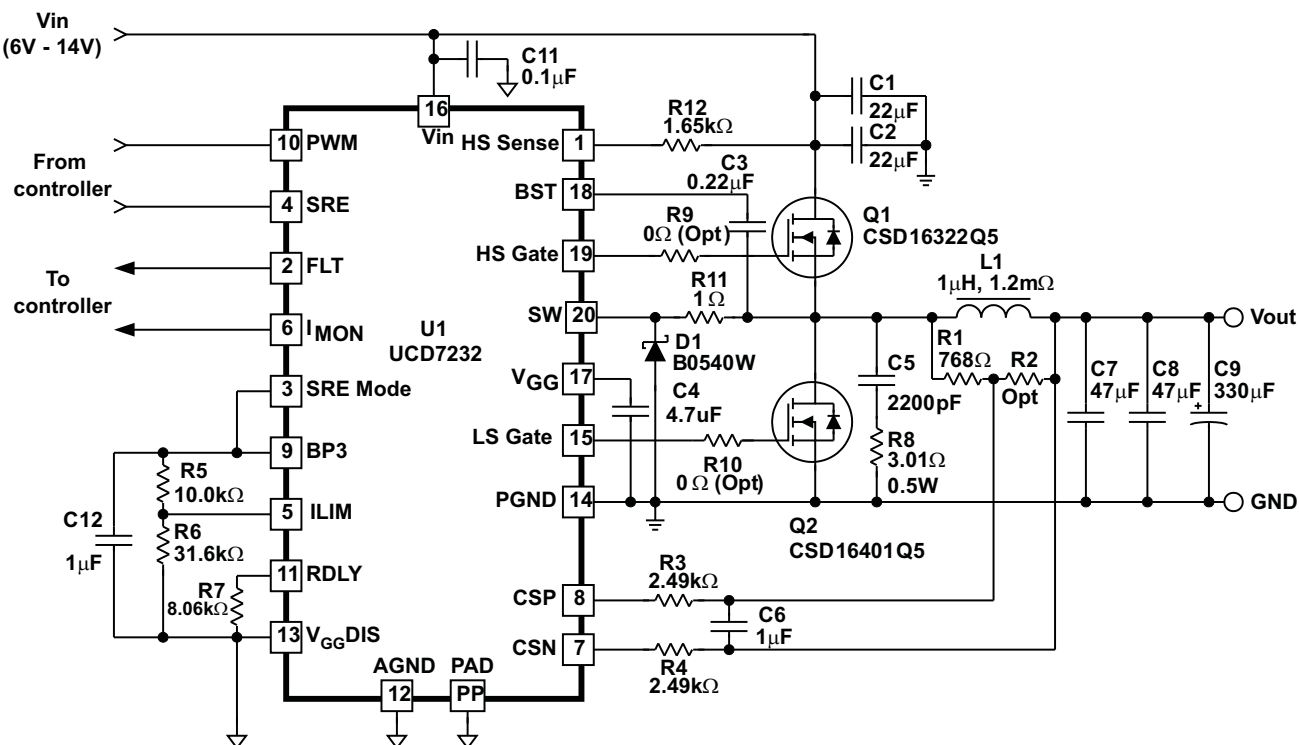 Vin
(6V - 14V)
C11
0.1μF
16
Vin
R12
1.65kΩ
C1
22μF
C2
22μF
10 PWM
HS Sense 1
From
controller
C3
0.22μF
BST 18
4 SRE
R9
0Ω (Opt)
Q1
CSD16322Q5
HS Gate 19
2 FLT
To
controller
R11
1Ω
L1
1μH, 1.2mΩ
SW 20
Vout
6 IMON
U1
UCD7232
D1
B0540W
R1
768Ω
R2
Opt
VGG 17
C4
4.7uF
C5
2200pF
C7
47μF
C8
47μF
C9
330μF
+
3 SRE Mode
LS Gate 15
R10
0Ω (Opt)
R8
3.01Ω
0.5W
9 BP3
R5
10.0kΩ
PGND 14
GND
5 ILIM
C12
1μF
R6
31.6kΩ
Q2
CSD16401Q5
11 RDLY
R7
8.06kΩ
R3
2.49kΩ
CSP 8
C6
1μF
13 VGGDIS
CSN 7
R4
2.49kΩ
AGND
PAD
12
PP